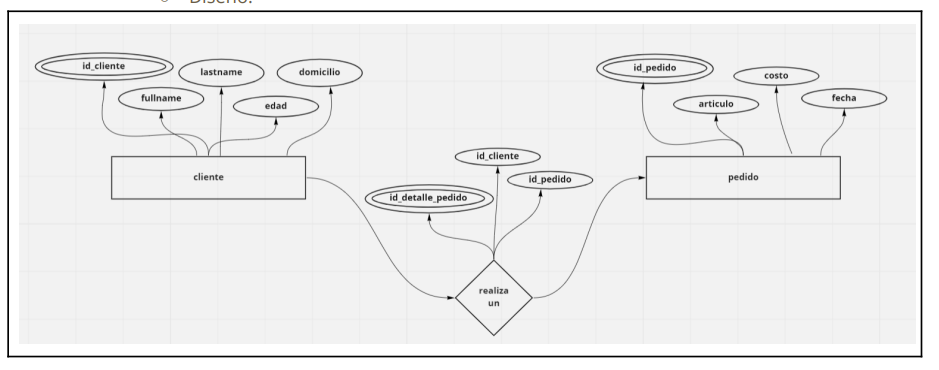 Diseño:
id_cliente
lastname
domicilio
fullname
edad
cliente
id_pedido
costo
articulo
fecha
pedido
id_cliente
id_pedido
id_detalle_pedido
realiza
un